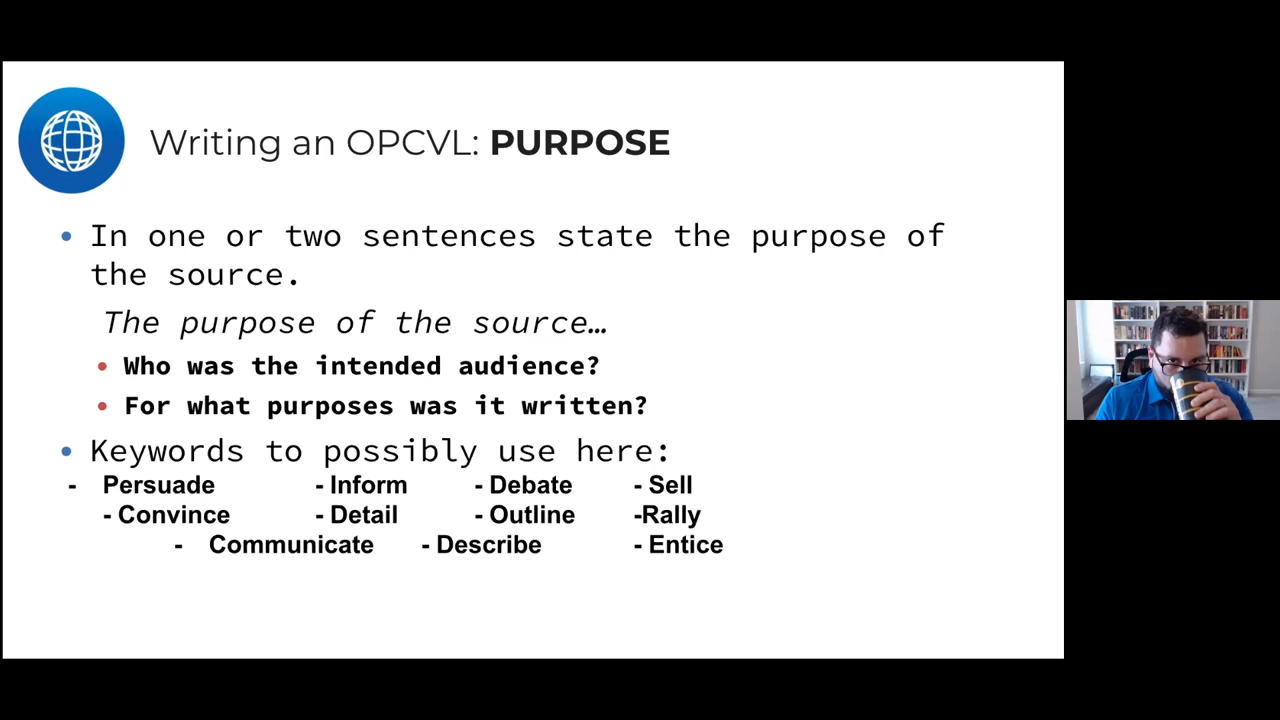 Writing an OPCVL: PURPOSE
• In one or two sentences state the purpose of
the source.
The purpose of the source…
• Who was the intended audience?
• For what purposes was it written?
• Keywords to possibly use here:
- Persuade - Inform - Debate - Sell
- Convince - Detail - Outline -Rally
- Communicate - Describe - Entice